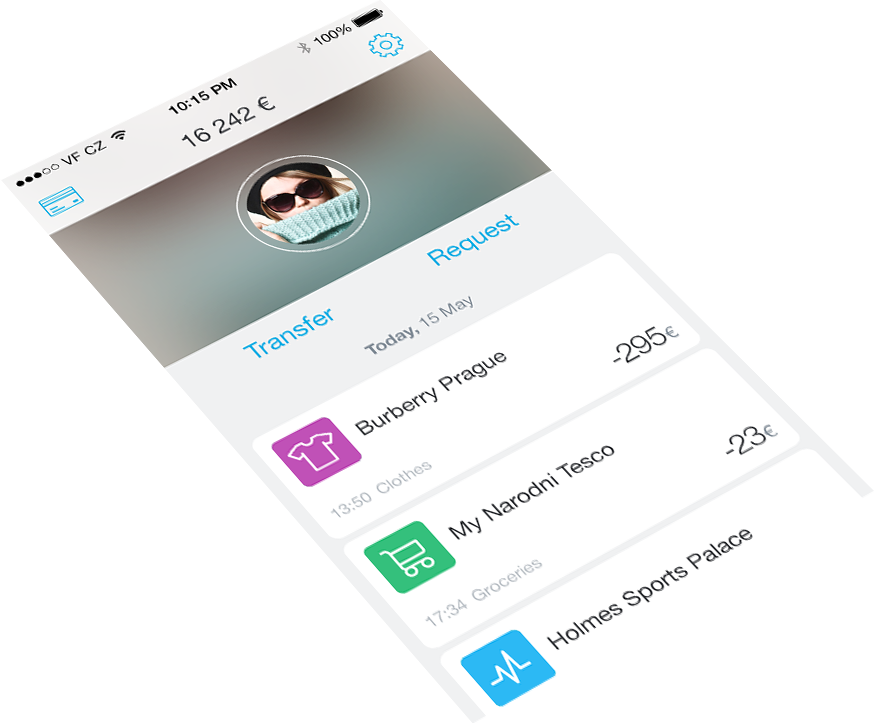 VF CZ 10:15 PM 100%
16 242 €
Transfer Request
Today, 15 May
Burberry Prague -295€
13:50 Clothes
My Narodni Tesco -23€
17:34 Groceries
Holmes Sports Palace